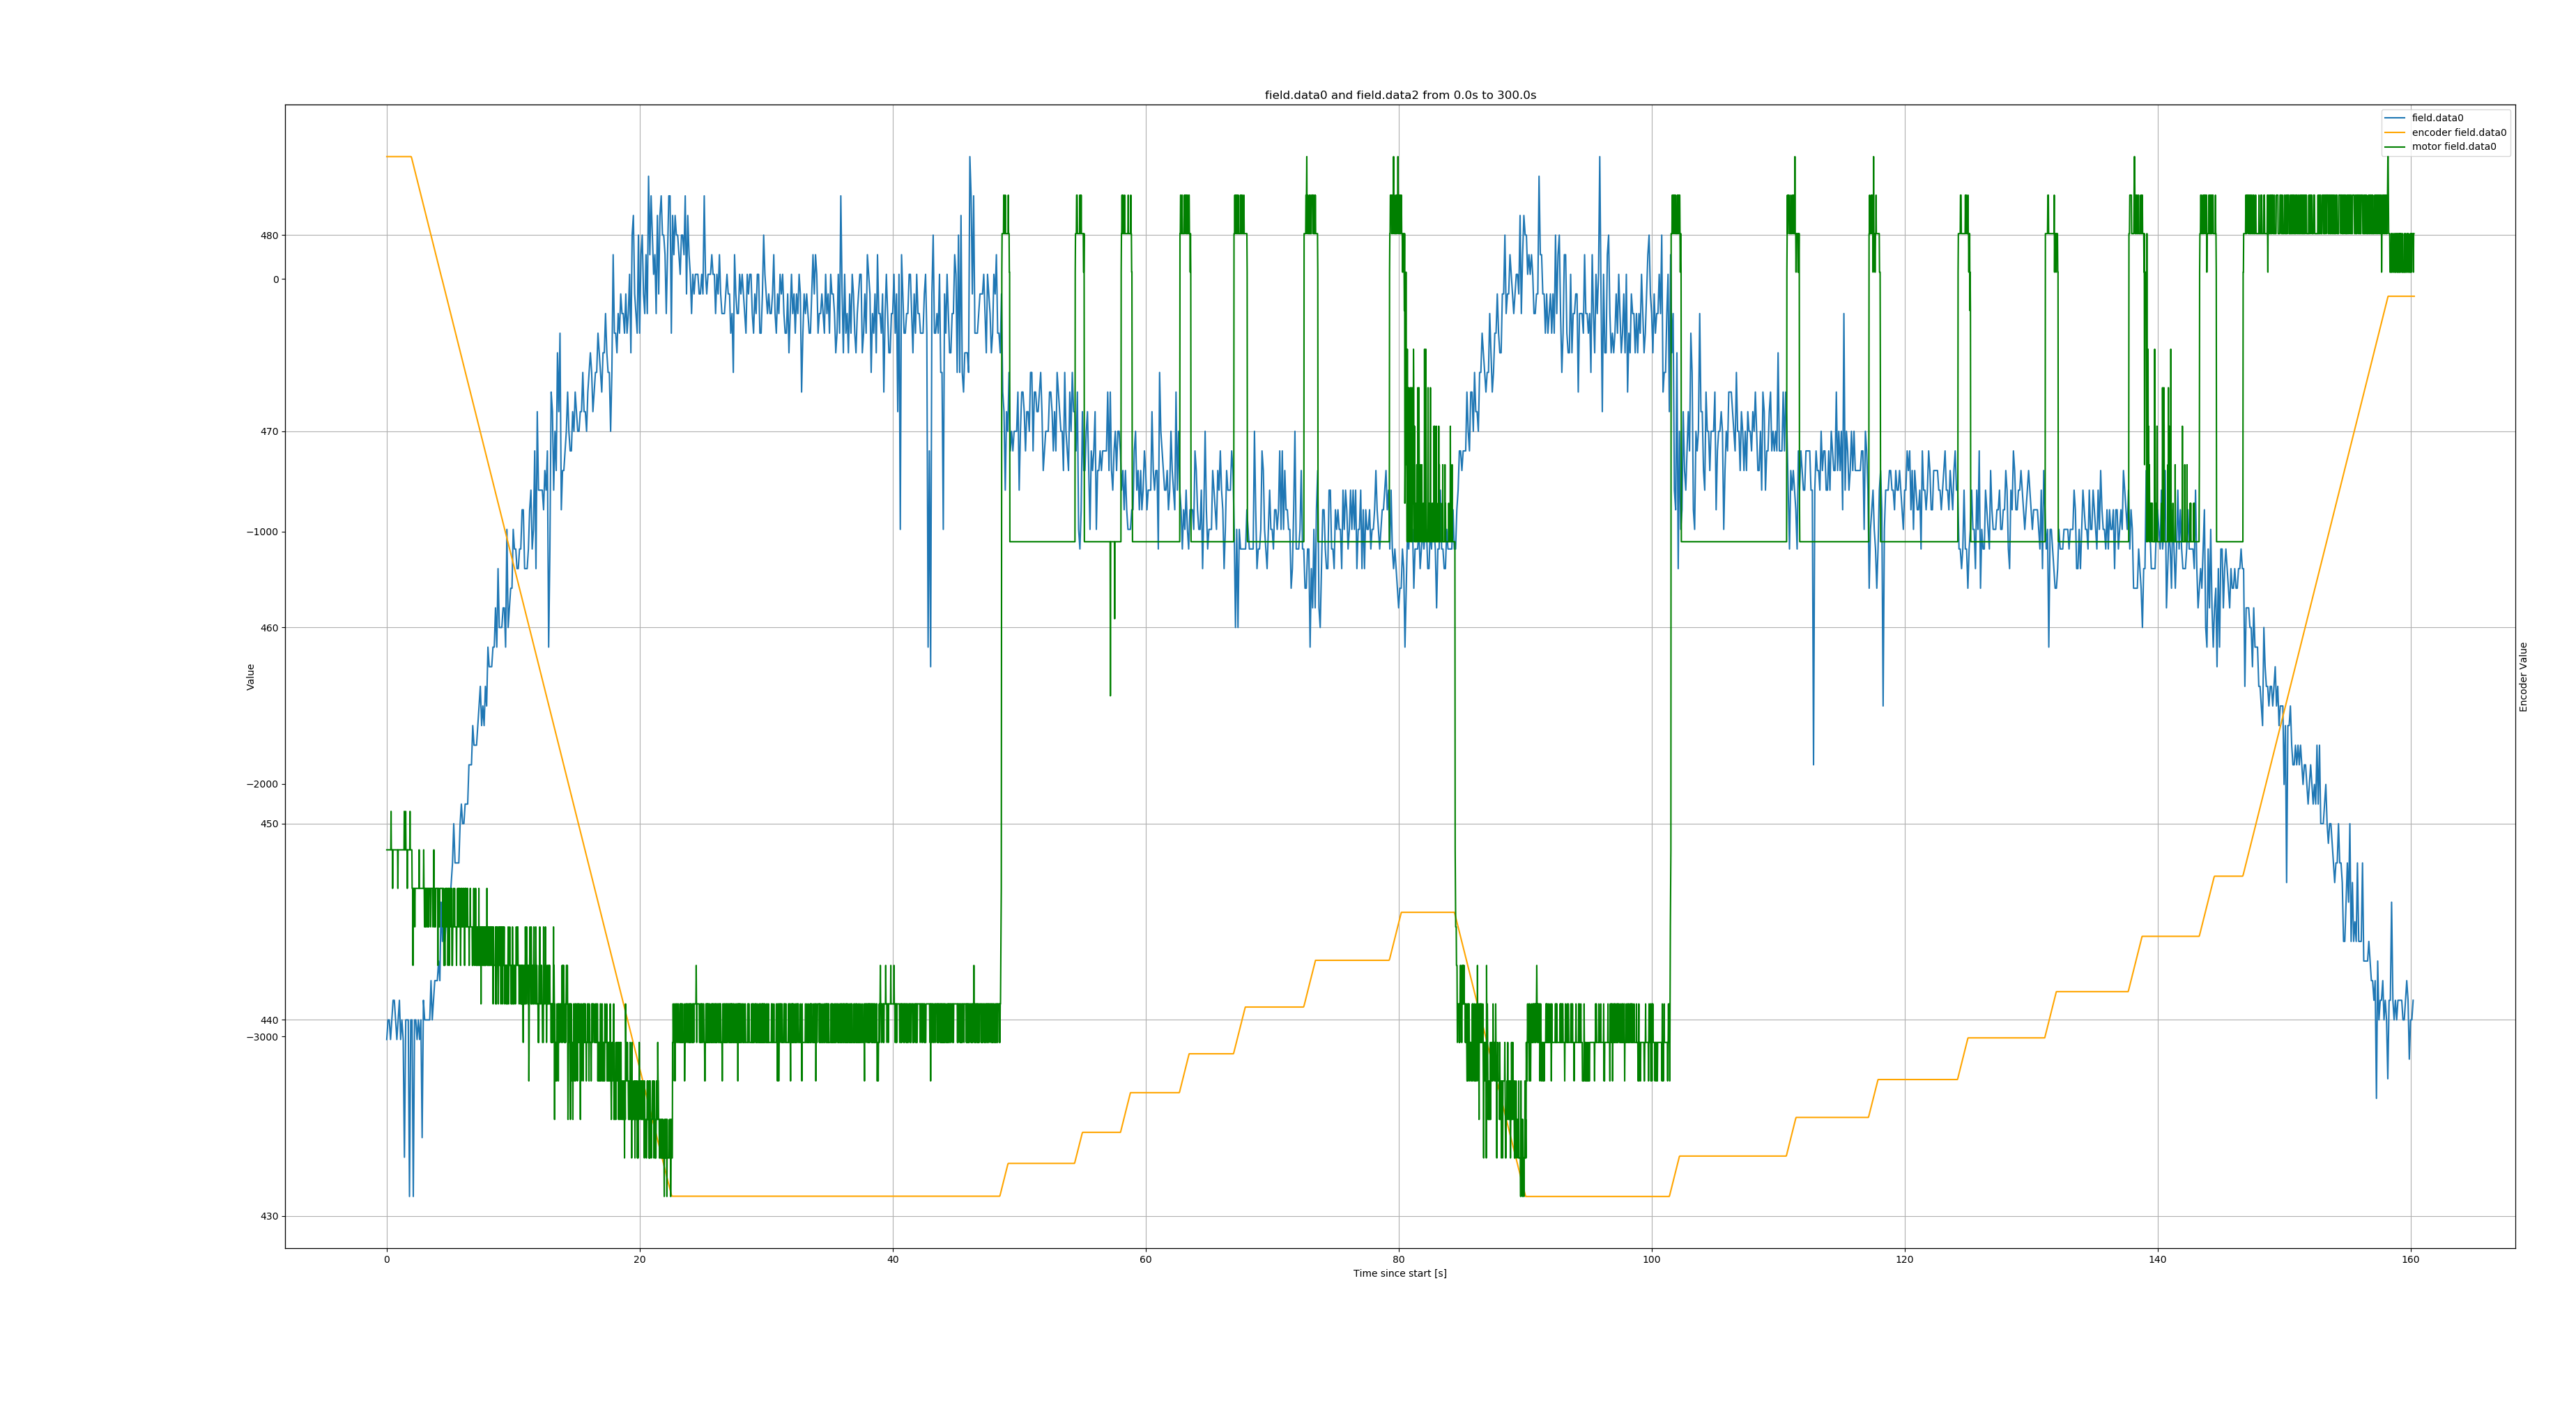 field.data0 and field.data2 from 0.0s to 300.0s
field.data0
encoder field.data0
motor field.data0
480
0
470
−1000
460
−2000
450
440
−3000
430
Value
Encoder Value
0 20 40 60 80 100 120 140 160
Time since start [s]